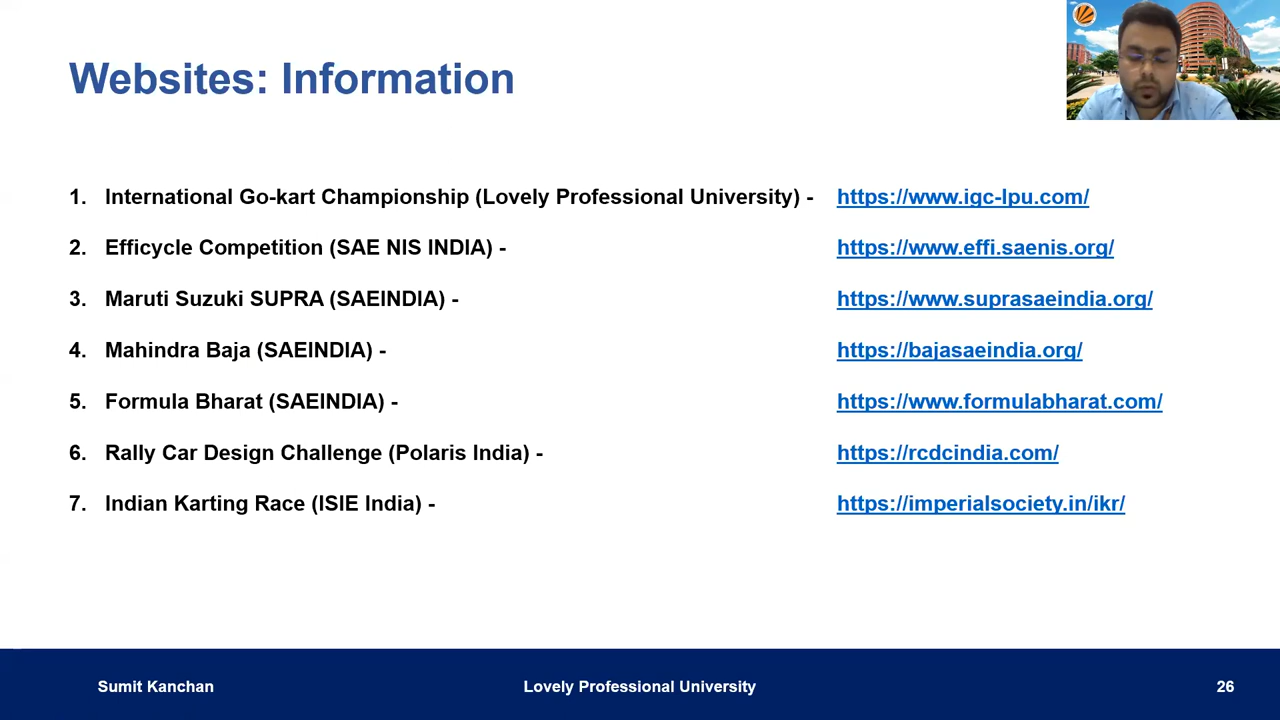 Websites: Information
1. International Go-kart Championship (Lovely Professional University) - https://www.igc-lpu.com/
2. Efficycle Competition (SAE NIS INDIA) - https://www.effi.saenis.org/
3. Maruti Suzuki SUPRA (SAEINDIA) - https://www.suprasaeindia.org/
4. Mahindra Baja (SAEINDIA) - https://bajasaeindia.org/
5. Formula Bharat (SAEINDIA) - https://www.formulabharat.com/
6. Rally Car Design Challenge (Polaris India) - https://rcdcindia.com/
7. Indian Karting Race (ISIE India) - https://imperialsociety.in/ikr/
Sumit Kanchan Lovely Professional University 26